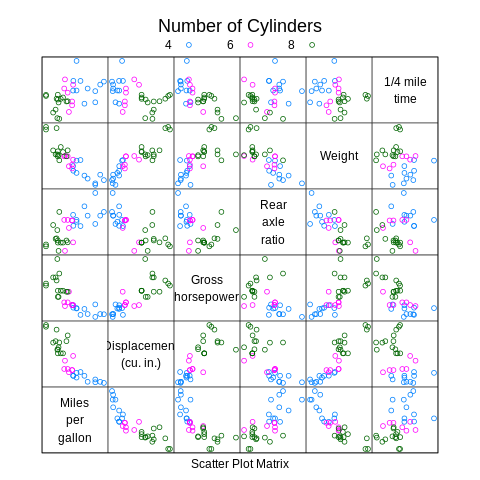 Number of Cylinders
4 6 8
1/4 mile
time
Weight
Rear
axle
ratio
Gross
horsepower
Displacement
(cu. in.)
Miles
per
gallon
Scatter Plot Matrix